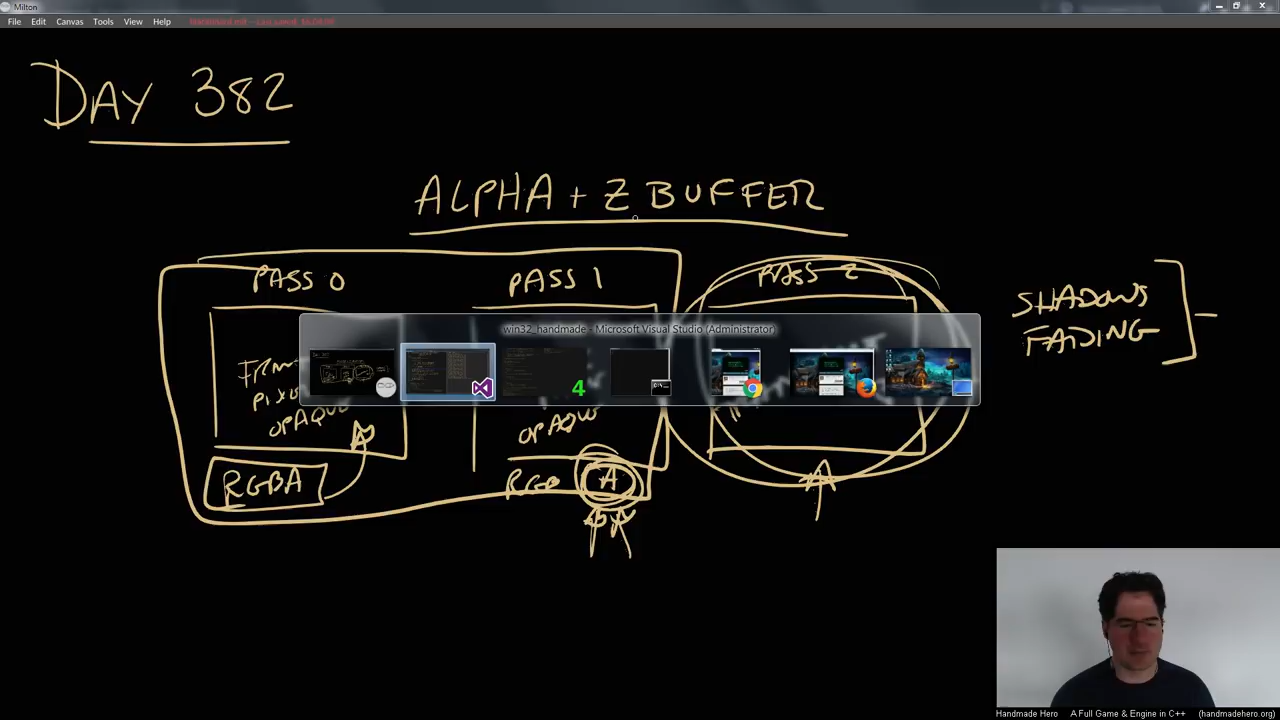 Milton
File Edit Canvas Tools View Help
DAY 382
ALPHA + Z BUFFER
PASS 0 PASS 1 PASS 2
SHADOWS
FADING
win32_handmade - Microsoft Visual Studio (Administrator)
4
OPAQUE OPAQUE
RGBA RGB A
Handmade Hero A Full Game & Engine in C++ (handmadehero.org)